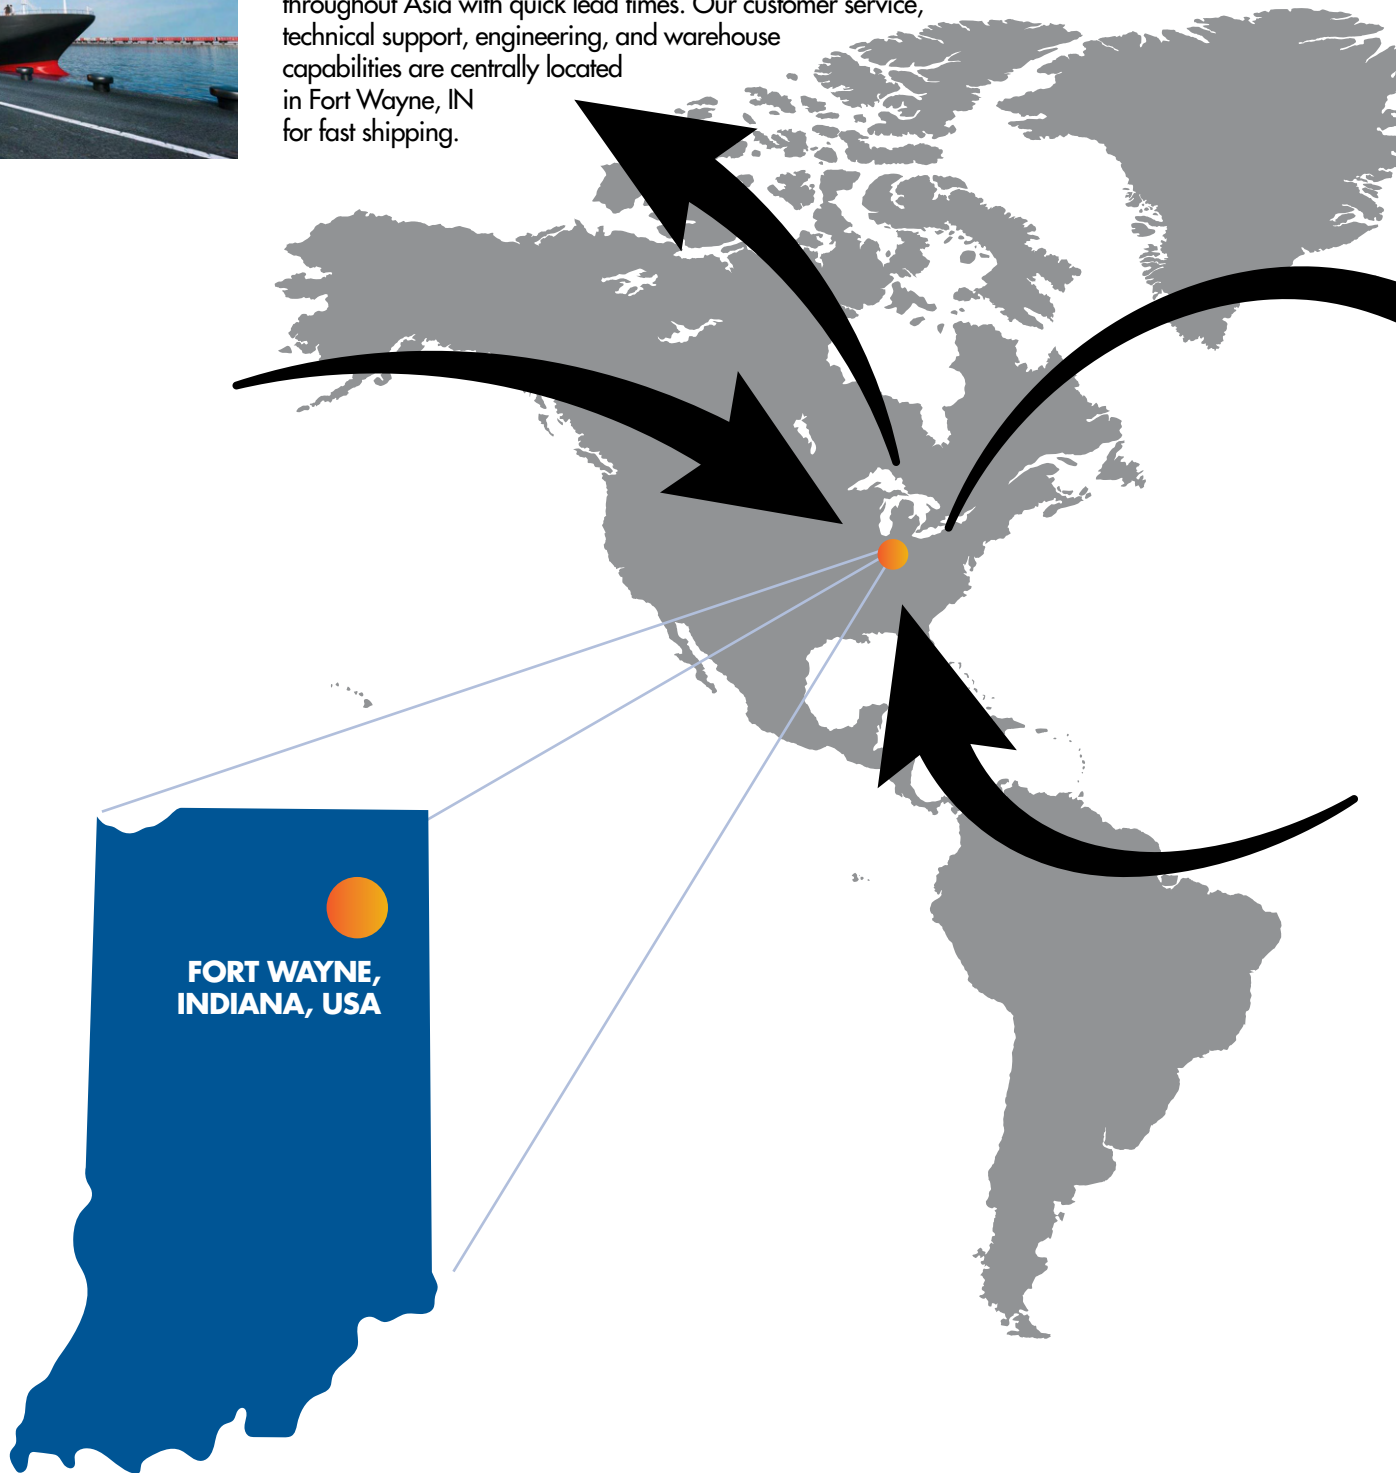 throughout Asia with quick lead times. Our customer service,
technical support, engineering, and warehouse
capabilities are centrally located
in Fort Wayne, IN
for fast shipping.
FORT WAYNE,
INDIANA, USA